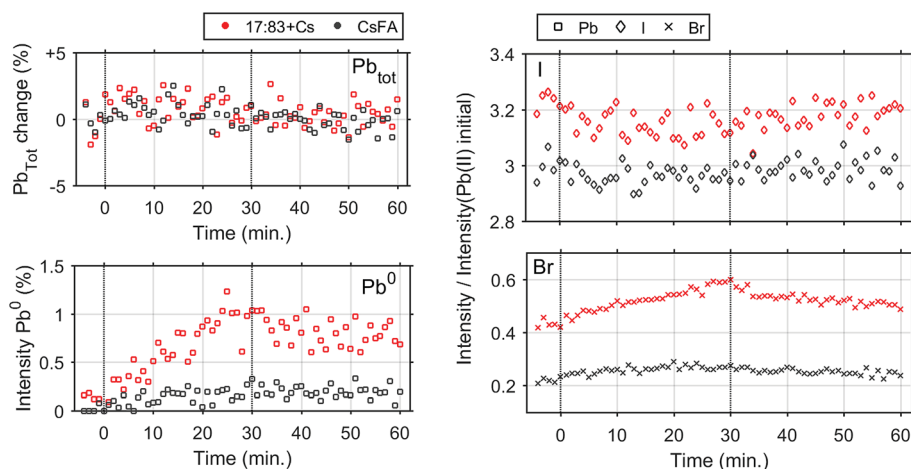 17:83+Cs CsFA
+5
0
-5
Pb_tot
Pb_Tot change (%)
0 10 20 30 40 50 60
Time (min.)
1.5
1
0.5
0
Pb^0
Intensity Pb^0 (%)
0 10 20 30 40 50 60
Time (min.)
Pb I Br
3.4
3.2
3
2.8
I
Intensity / Intensity(Pb(II) initial)
0.6
0.4
0.2
Br
0 10 20 30 40 50 60
Time (min.)